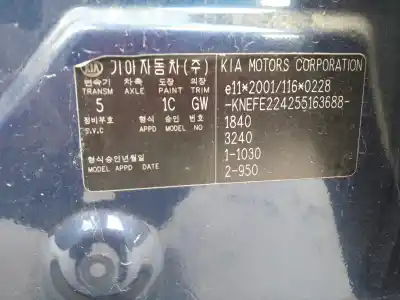 KIA 기아자동차(주)
변속기 차축 도장 의장
TRANSM AXLE PAINT TRIM
5 1C GW
정비부호 형식 승인 번호
S.V.C APPD MODEL NO
형식승인년월일
MODEL APPD DATE
KIA MOTORS CORPORATION
e11*2001/116*0228
-KNEFE224255163688-
1840
3240
1-1030
2-950